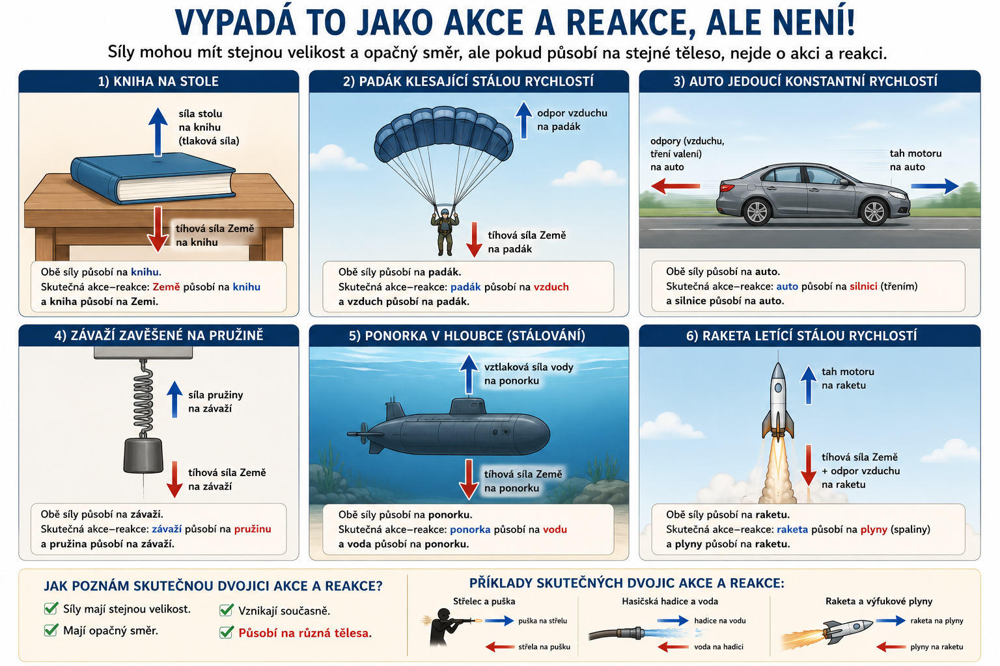 VYPADÁ TO JAKO AKCE A REAKCE, ALE NENÍ!
Síly mohou mít stejnou velikost a opačný směr, ale pokud působí na stejné těleso, nejde o akci a reakci.
1) KNIHA NA STOLE
síla stolu
na knihu
(tlaková síla)
tíhová síla Země
na knihu
Obě síly působí na knihu.
Skutečná akce–reakce: Země působí na knihu
a kniha působí na Zemi.
2) PADÁK KLESAJÍCÍ STÁLOU RYCHLOSTÍ
odpor vzduchu
na padák
tíhová síla Země
na padák
Obě síly působí na padák.
Skutečná akce–reakce: padák působí na vzduch
a vzduch působí na padák.
3) AUTO JEDOUCÍ KONSTANTNÍ RYCHLOSTÍ
odpory (vzduchu,
tření valení)
na auto
tah motoru
na auto
Obě síly působí na auto.
Skutečná akce–reakce: auto působí na silnici (třením)
a silnice působí na auto.
4) ZÁVAŽÍ ZAVĚŠENÉ NA PRUŽINĚ
síla pružiny
na závaží
tíhová síla Země
na závaží
Obě síly působí na závaží.
Skutečná akce–reakce: závaží působí na pružinu
a pružina působí na závaží.
5) PONORKA V HLOUBCE (STÁLOVÁNÍ)
vztlaková síla vody
na ponorku
tíhová síla Země
na ponorku
Obě síly působí na ponorku.
Skutečná akce–reakce: ponorka působí na vodu
a voda působí na ponorku.
6) RAKETA LETÍCÍ STÁLOU RYCHLOSTÍ
tah motoru
na raketu
tíhová síla Země
+ odpor vzduchu
na raketu
Obě síly působí na raketu.
Skutečná akce–reakce: raketa působí na plyny (spaliny)
a plyny působí na raketu.
JAK POZNÁM SKUTEČNOU DVOJICI AKCE A REAKCE?
Síly mají stejnou velikost.
Mají opačný směr.
Vznikají současně.
Působí na různá tělesa.
PŘÍKLADY SKUTEČNÝCH DVOJIC AKCE A REAKCE:
Střelec a puška
puška na střelu
střela na pušku
Hasičská hadice a voda
hadice na vodu
voda na hadici
Raketa a výfukové plyny
raketa na plyny
plyny na raketu